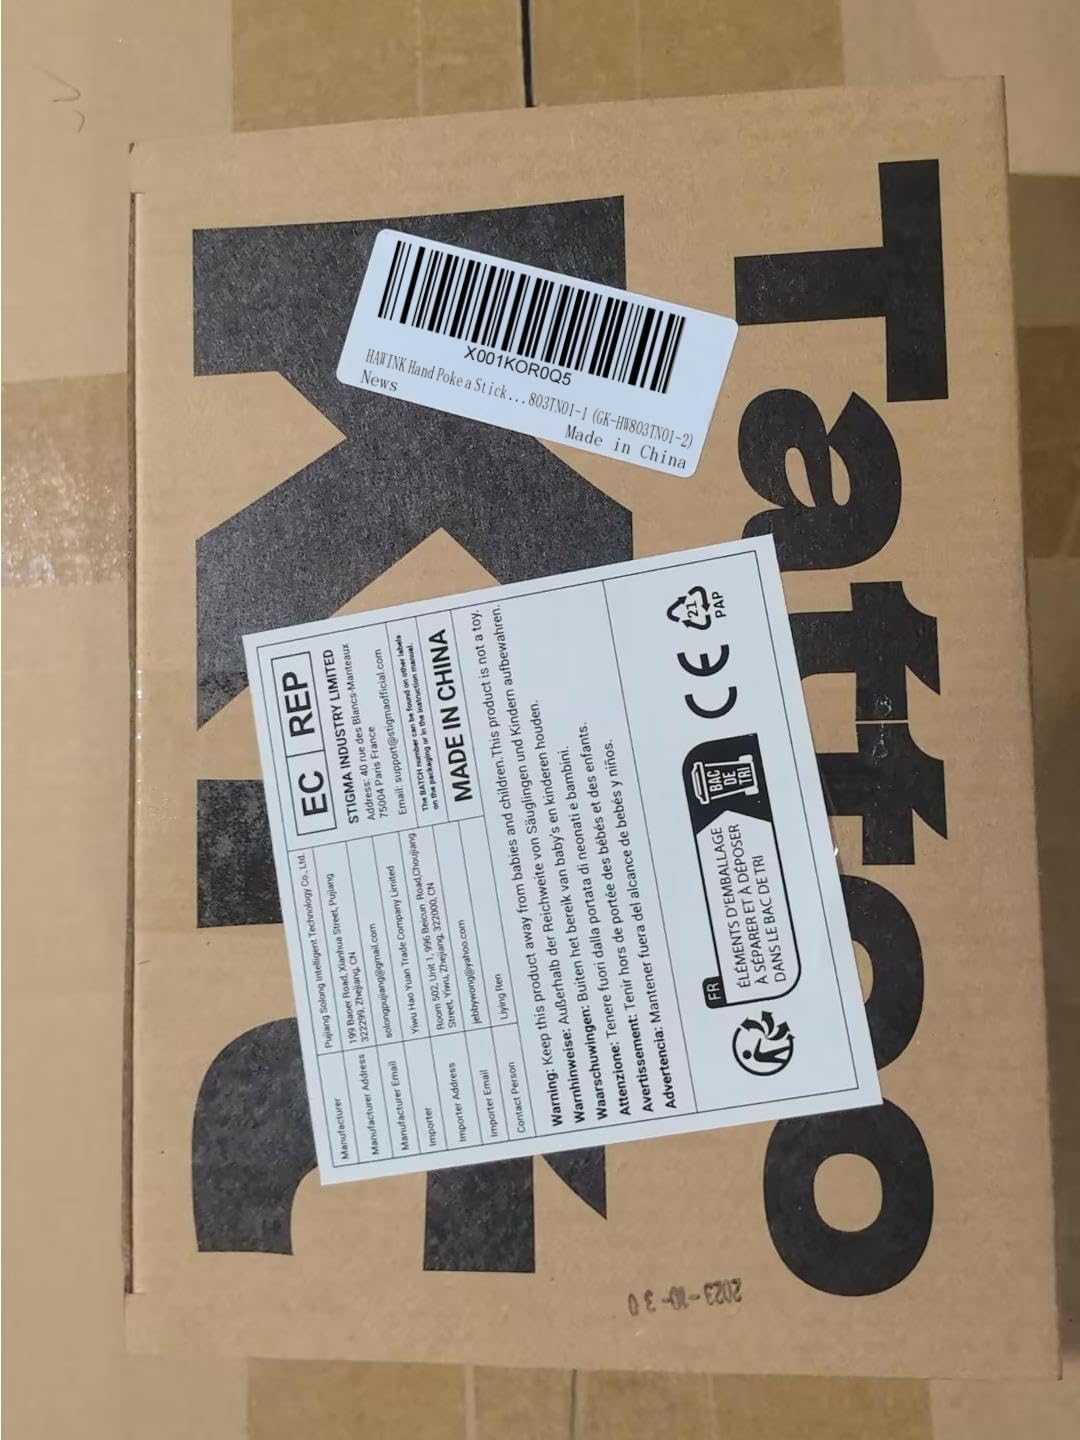 Tattoo
Kit
X001KOR0Q5
HAWINK Hand Poke a Stick...803TN01-1 (GK-HW803TN01-2)
News
Made in China
EC REP
STIGMA INDUSTRY LIMITED
Address: 40 rue des Blancs-Manteaux
75004 Paris France
Email: support@stigmaofficial.com
The BATCH number can be found on other labels
on the packaging or in the instruction manual.
MADE IN CHINA
Manufacturer Pujiang Solong Intelligent Technology Co., Ltd.
Manufacturer Address 199 Baoer Road, Xianhua Street, Pujiang
322299, Zhejiang, CN
Manufacturer Email solongpujiang@gmail.com
Importer Yiwu Hao Yuan Trade Company Limited
Importer Address Room 502, Unit 1, 996 Beicun Road,Choujiang
Street, Yiwu, Zhejiang, 322000, CN
Importer Email jebbywong@yahoo.com
Contact Person Liying Ren
Warning: Keep this product away from babies and children. This product is not a toy.
Warnhinweise: Außerhalb der Reichweite von Säuglingen und Kindern aufbewahren.
Waarschuwingen: Buiten het bereik van baby's en kinderen houden.
Attenzione: Tenere fuori dalla portata di neonati e bambini.
Avertissement: Tenir hors de portée des bébés et des enfants.
Advertencia: Mantener fuera del alcance de bebés y niños.
FR
ÉLÉMENTS D'EMBALLAGE
À SÉPARER ET À DÉPOSER
DANS LE BAC DE TRI
BAC
DE
TRI
CE
21
PAP
2023-10-30